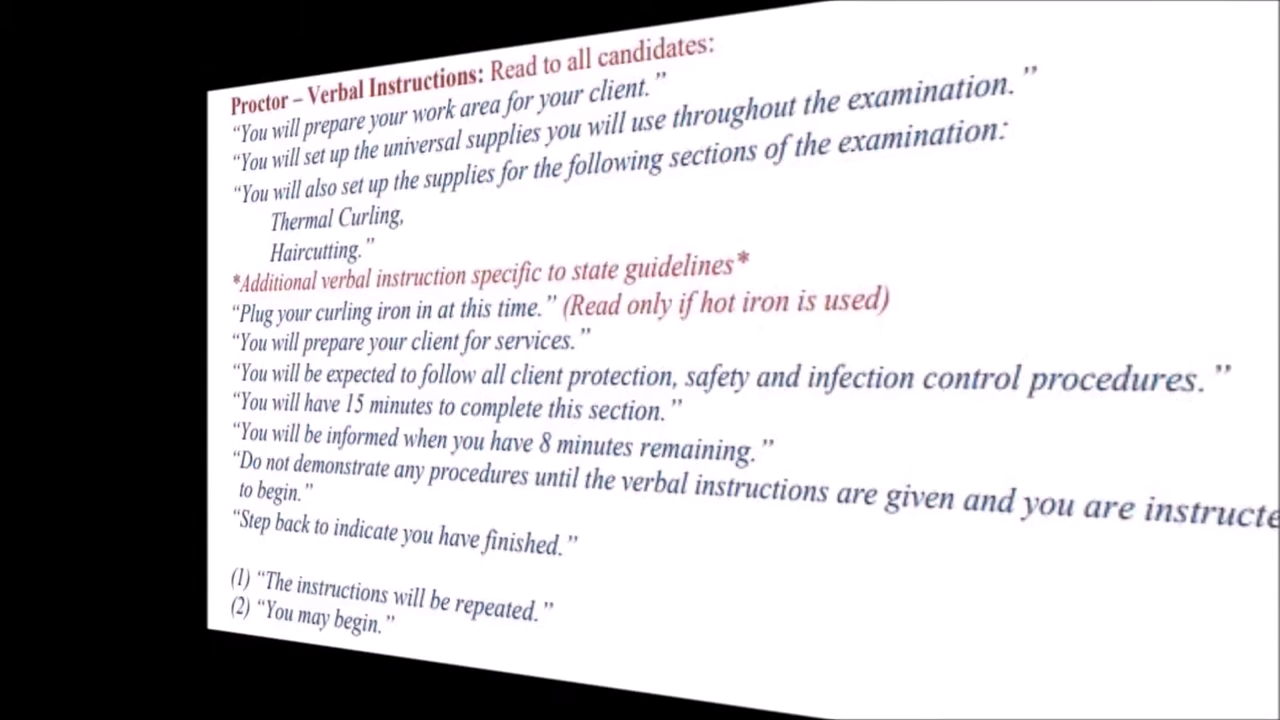 Proctor – Verbal Instructions: Read to all candidates:
“You will prepare your work area for your client.”
“You will set up the universal supplies you will use throughout the examination.”
“You will also set up the supplies for the following sections of the examination:
Thermal Curling,
Haircutting.”
*Additional verbal instruction specific to state guidelines*
“Plug your curling iron in at this time.” (Read only if hot iron is used)
“You will prepare your client for services.”
“You will be expected to follow all client protection, safety and infection control procedures.”
“You will have 15 minutes to complete this section.”
“You will be informed when you have 8 minutes remaining.”
“Do not demonstrate any procedures until the verbal instructions are given and you are instructe
to begin.”
“Step back to indicate you have finished.”
(1) “The instructions will be repeated.”
(2) “You may begin.”